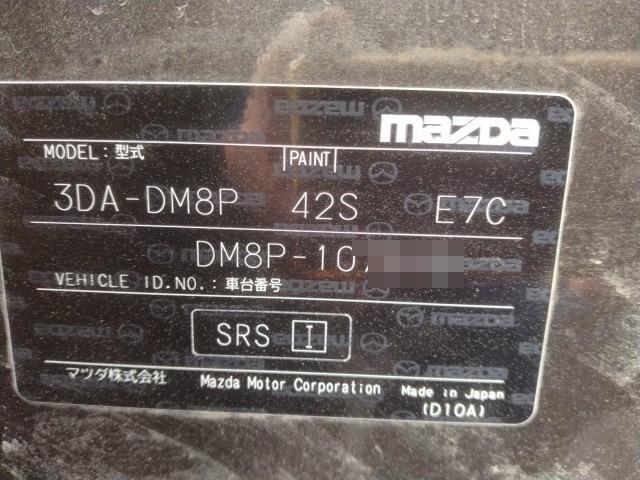 mazda
MODEL : 型式 PAINT
3DA-DM8P 42S E7C
DM8P-10
VEHICLE ID.NO. : 車台番号
SRS I
マツダ株式会社 Mazda Motor Corporation Made in Japan
(D10A)